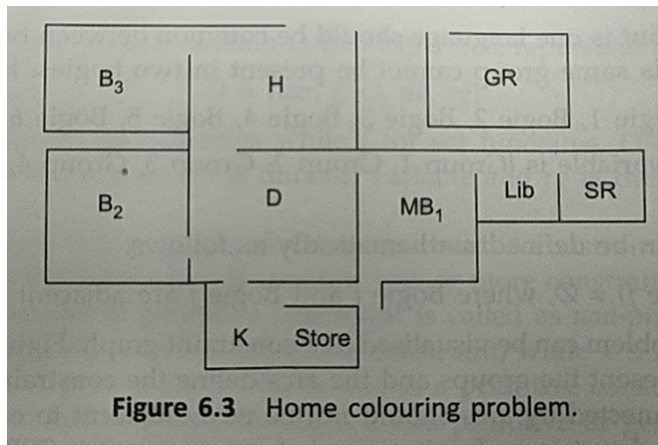 B3 H GR
B2 D MB1 Lib SR
K Store
Figure 6.3 Home colouring problem.